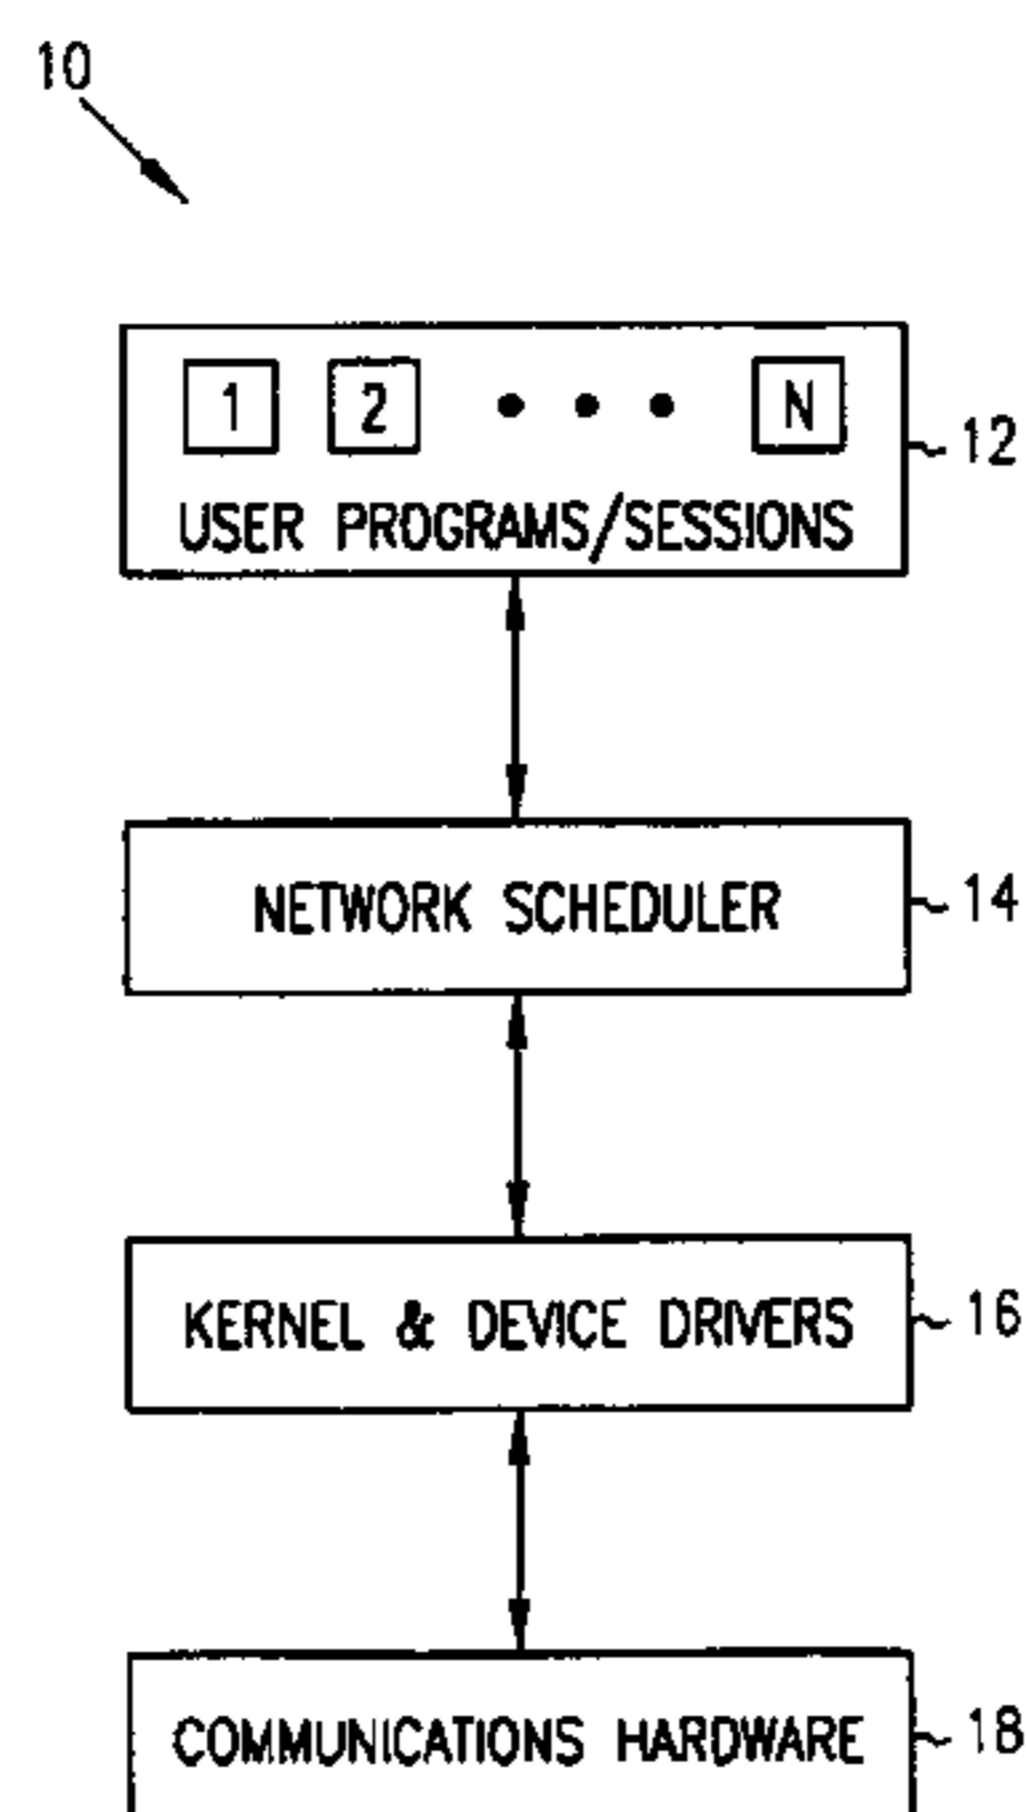 10
1 2 • • • N
USER PROGRAMS/SESSIONS
12
NETWORK SCHEDULER
14
KERNEL & DEVICE DRIVERS
16
COMMUNICATIONS HARDWARE
18